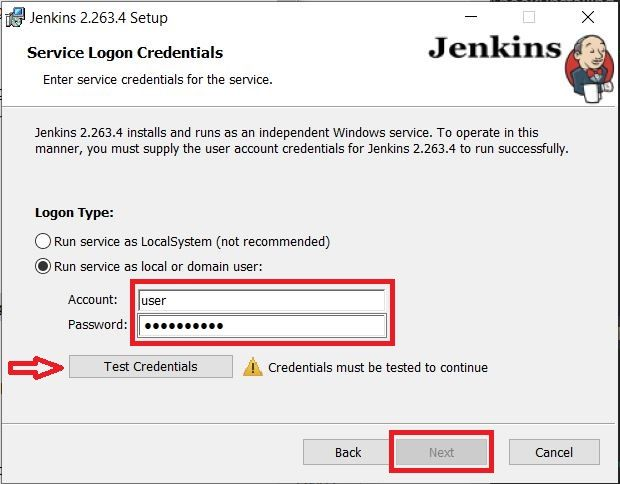 Jenkins 2.263.4 Setup
Service Logon Credentials
Enter service credentials for the service.
Jenkins
Jenkins 2.263.4 installs and runs as an independent Windows service. To operate in this
manner, you must supply the user account credentials for Jenkins 2.263.4 to run successfully.
Logon Type:
Run service as LocalSystem (not recommended)
Run service as local or domain user:
Account: user
Password: ●●●●●●●●●●
Test Credentials Credentials must be tested to continue
Back Next Cancel